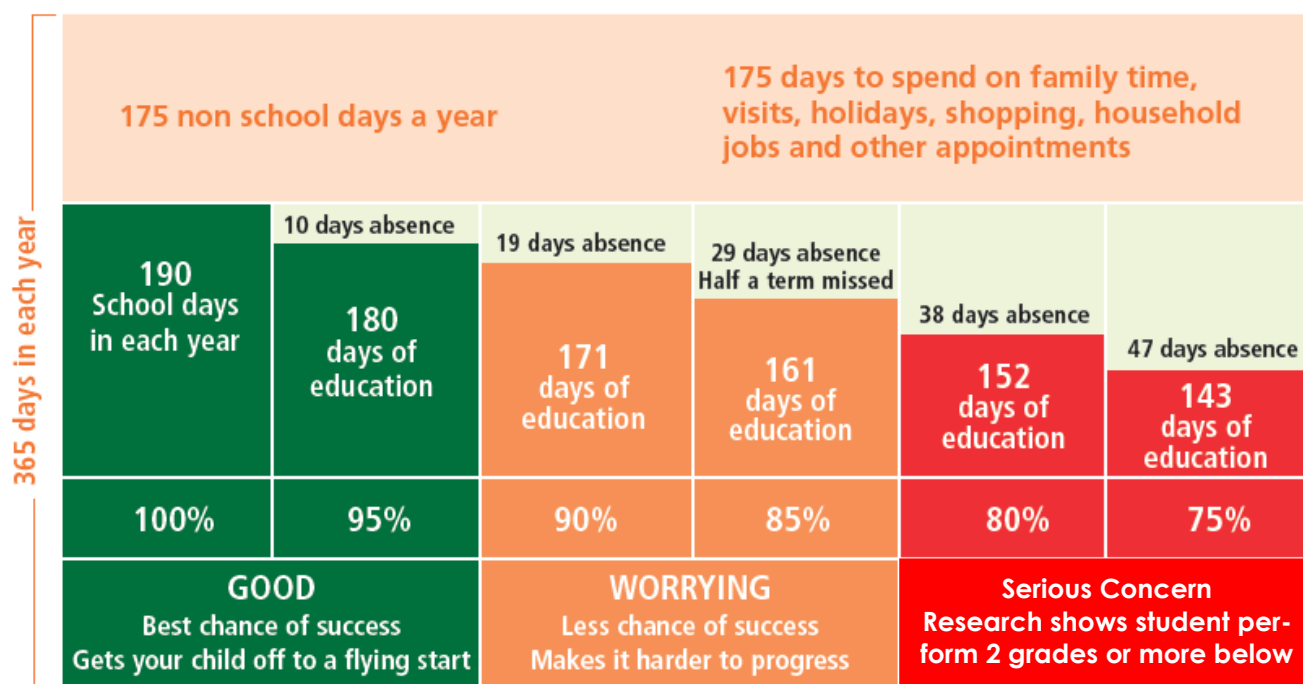 365 days in each year
175 non school days a year
175 days to spend on family time,
visits, holidays, shopping, household
jobs and other appointments
190
School days
in each year
10 days absence
180
days of
education
19 days absence
171
days of
education
29 days absence
Half a term missed
161
days of
education
38 days absence
152
days of
education
47 days absence
143
days of
education
100%
95%
90%
85%
80%
75%
GOOD
Best chance of success
Gets your child off to a flying start
WORRYING
Less chance of success
Makes it harder to progress
Serious Concern
Research shows student per-
form 2 grades or more below